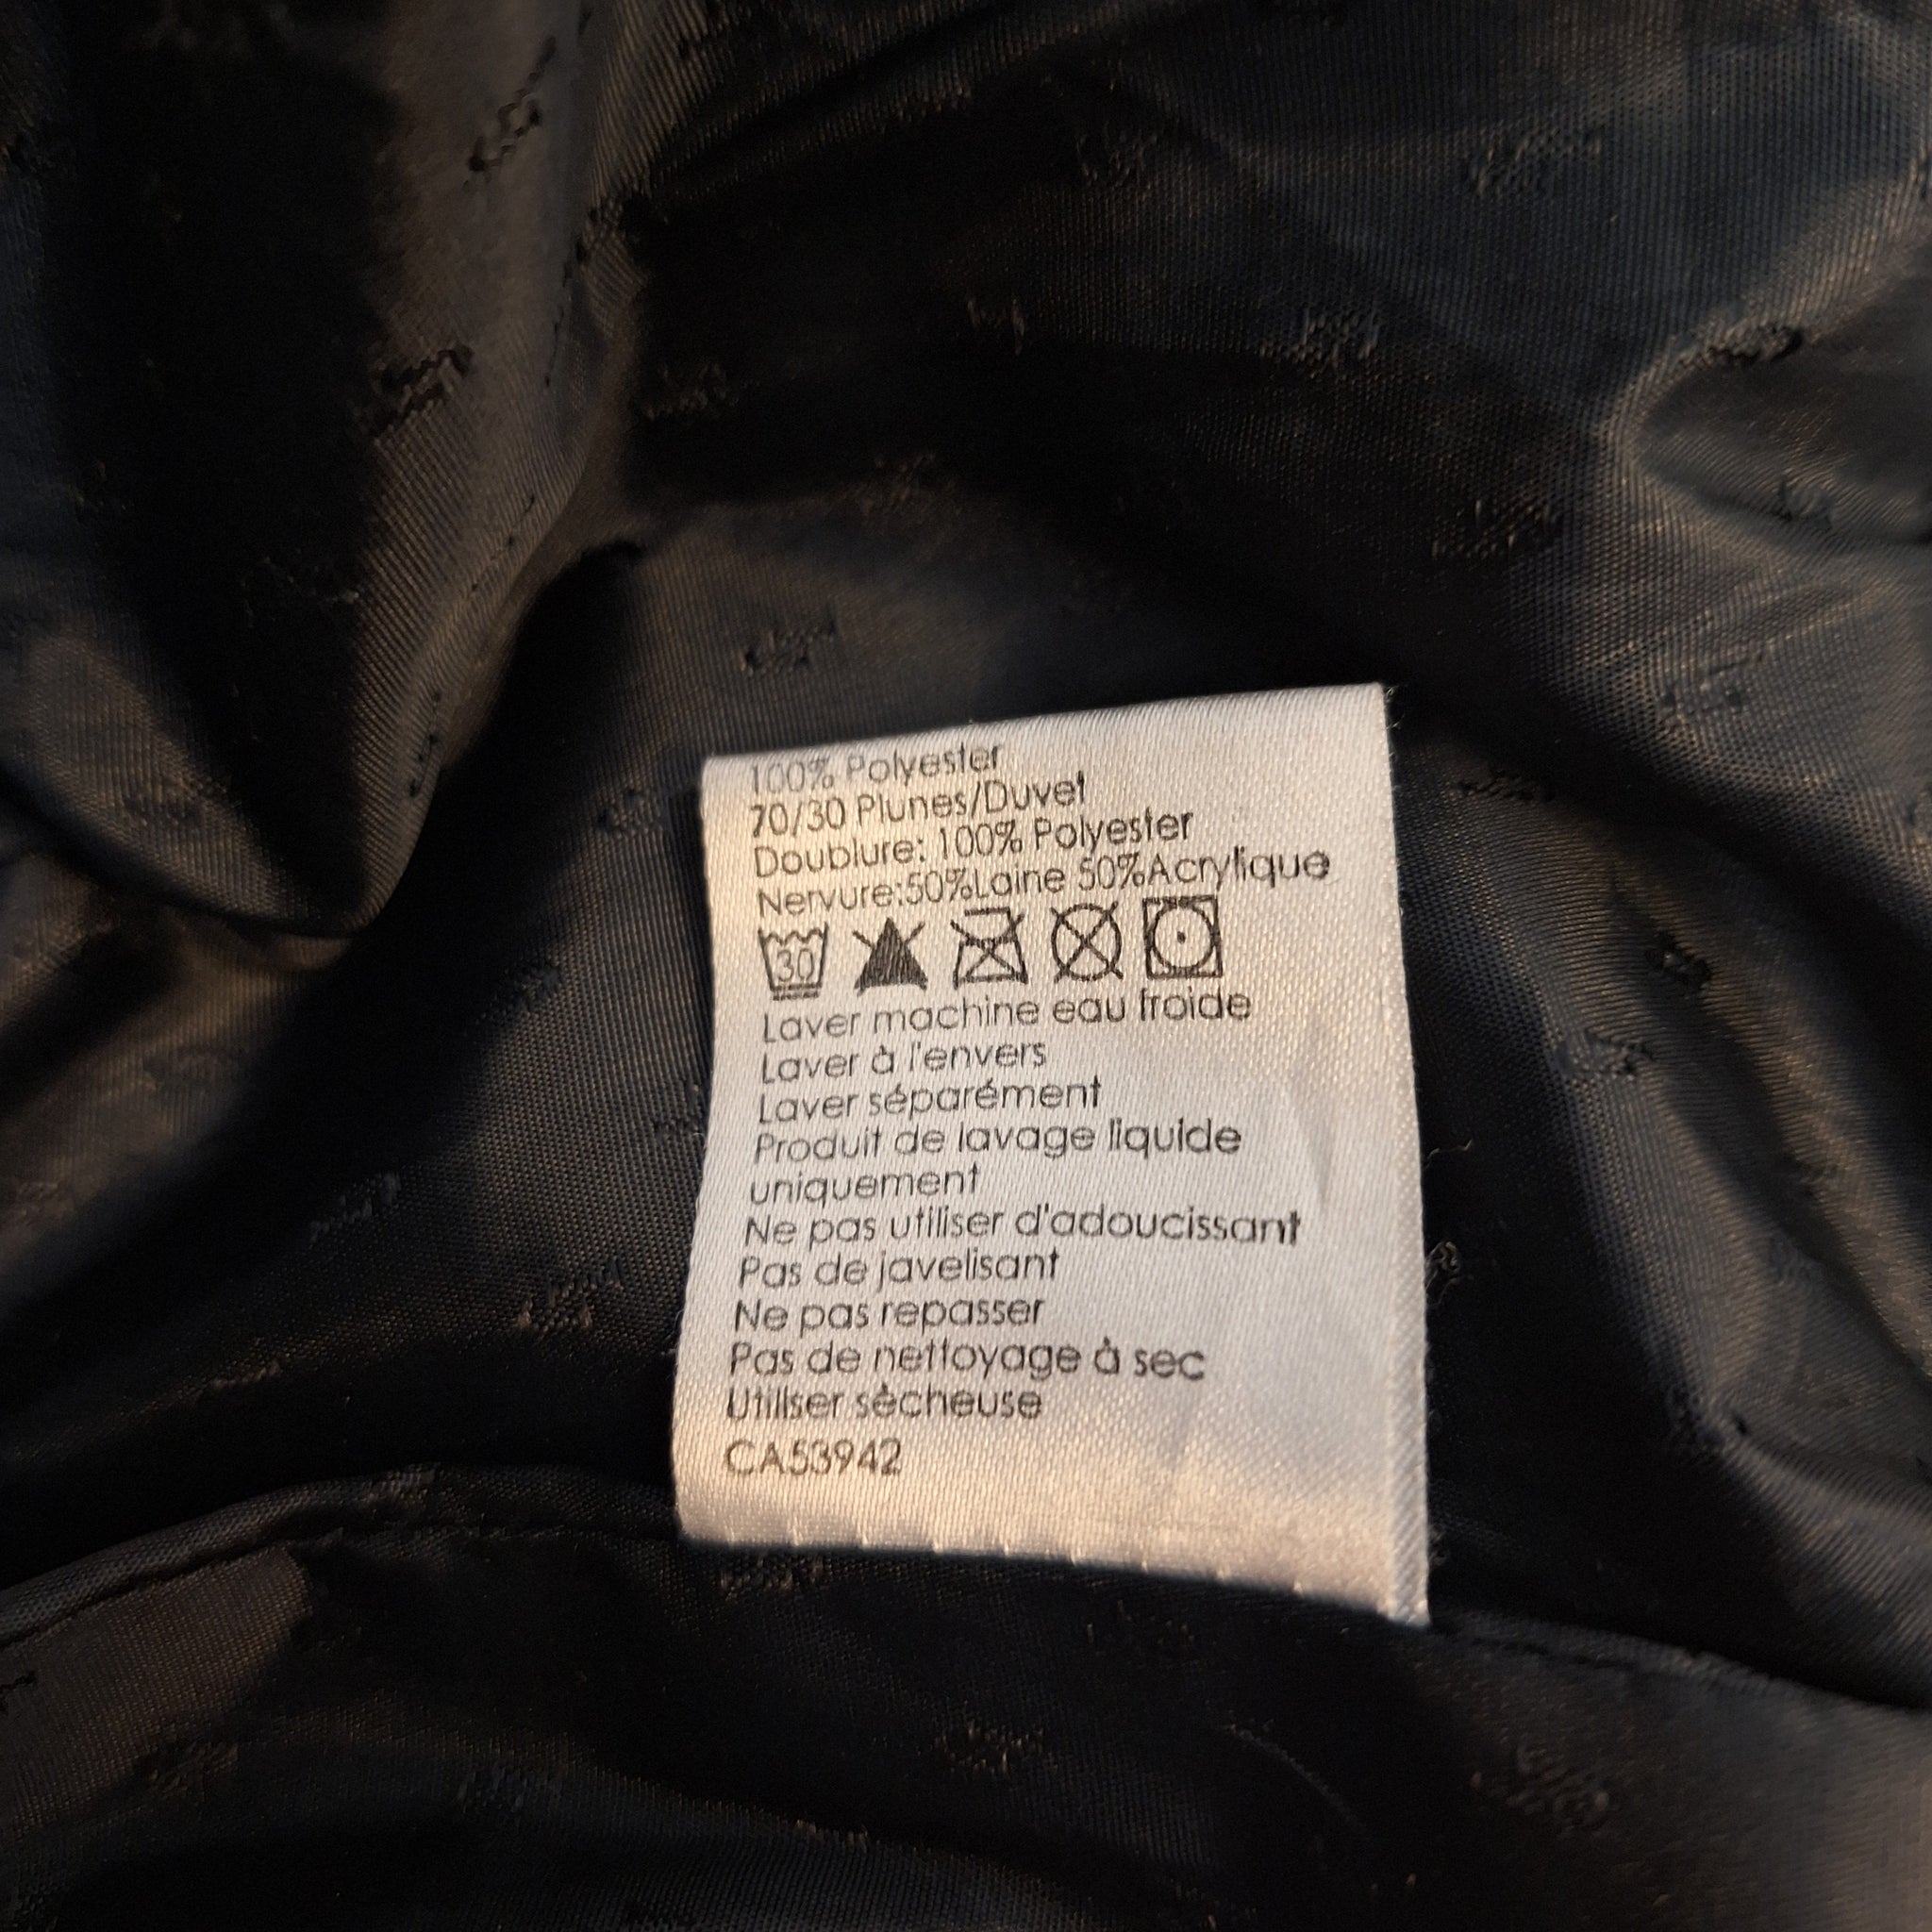 100% Polyester
70/30 Plunes/Duvet
Doublure: 100% Polyester
Nervure:50%Laine 50%Acrylique
30
Laver machine eau froide
Laver à l'envers
Laver séparément
Produit de lavage liquide
uniquement
Ne pas utiliser d'adoucissant
Pas de javelisant
Ne pas repasser
Pas de nettoyage à sec
Utiliser sècheuse
CA53942